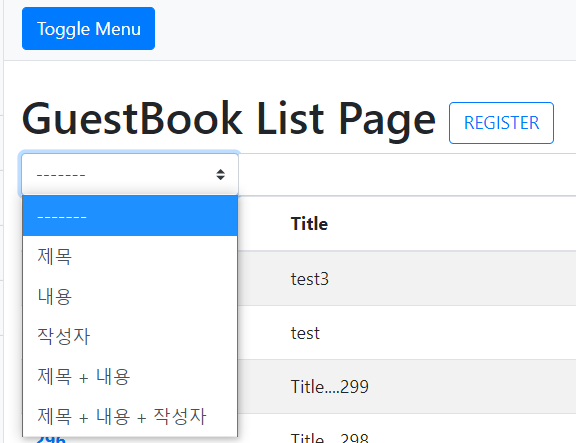 Toggle Menu
GuestBook List Page REGISTER
-------
-------
제목
내용
작성자
제목 + 내용
제목 + 내용 + 작성자
Title
test3
test
Title....299
296 Title....298